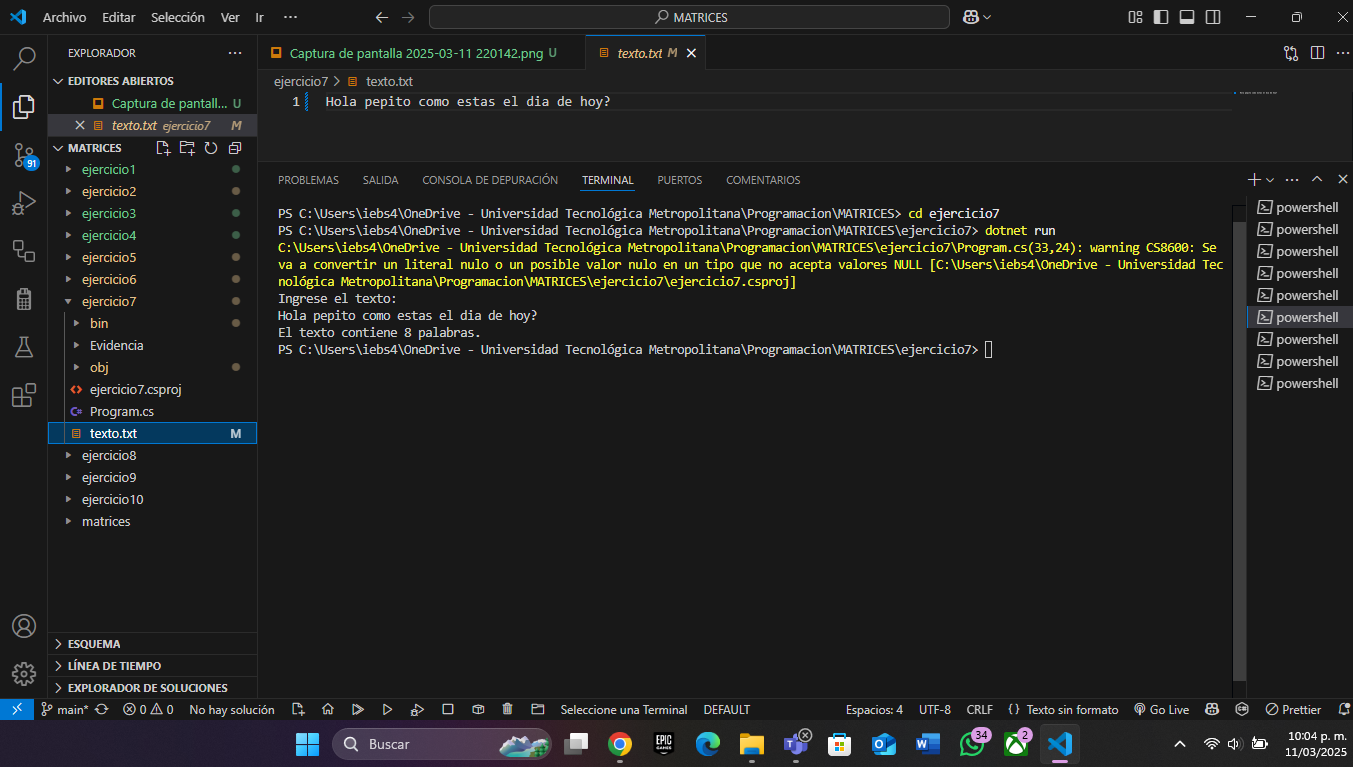 Archivo Editar Selección Ver Ir ··· MATRICES
EXPLORADOR ···
EDITORES ABIERTOS
Captura de pantall... U
texto.txt ejercicio7 M
MATRICES
ejercicio1
ejercicio2
ejercicio3
ejercicio4
ejercicio5
ejercicio6
ejercicio7
bin
Evidencia
obj
ejercicio7.csproj
Program.cs
texto.txt M
ejercicio8
ejercicio9
ejercicio10
matrices
91
ESQUEMA
LÍNEA DE TIEMPO
EXPLORADOR DE SOLUCIONES
Captura de pantalla 2025-03-11 220142.png U texto.txt M
ejercicio7 > texto.txt
1 Hola pepito como estas el dia de hoy?
PROBLEMAS SALIDA CONSOLA DE DEPURACIÓN TERMINAL PUERTOS COMENTARIOS
PS C:\Users\iebs4\OneDrive - Universidad Tecnológica Metropolitana\Programacion\MATRICES> cd ejercicio7
PS C:\Users\iebs4\OneDrive - Universidad Tecnológica Metropolitana\Programacion\MATRICES\ejercicio7> dotnet run
C:\Users\iebs4\OneDrive - Universidad Tecnológica Metropolitana\Programacion\MATRICES\ejercicio7\Program.cs(33,24): warning CS8600: Se
va a convertir un literal nulo o un posible valor nulo en un tipo que no acepta valores NULL [C:\Users\iebs4\OneDrive - Universidad Tec
nológica Metropolitana\Programacion\MATRICES\ejercicio7\ejercicio7.csproj]
Ingrese el texto:
Hola pepito como estas el dia de hoy?
El texto contiene 8 palabras.
PS C:\Users\iebs4\OneDrive - Universidad Tecnológica Metropolitana\Programacion\MATRICES\ejercicio7>
powershell
powershell
powershell
powershell
powershell
powershell
powershell
powershell
powershell
main* 0 0 No hay solución Seleccione una Terminal DEFAULT Espacios: 4 UTF-8 CRLF {} Texto sin formato Go Live Prettier
Buscar EPIC GAMES 34 2
10:04 p. m.
11/03/2025